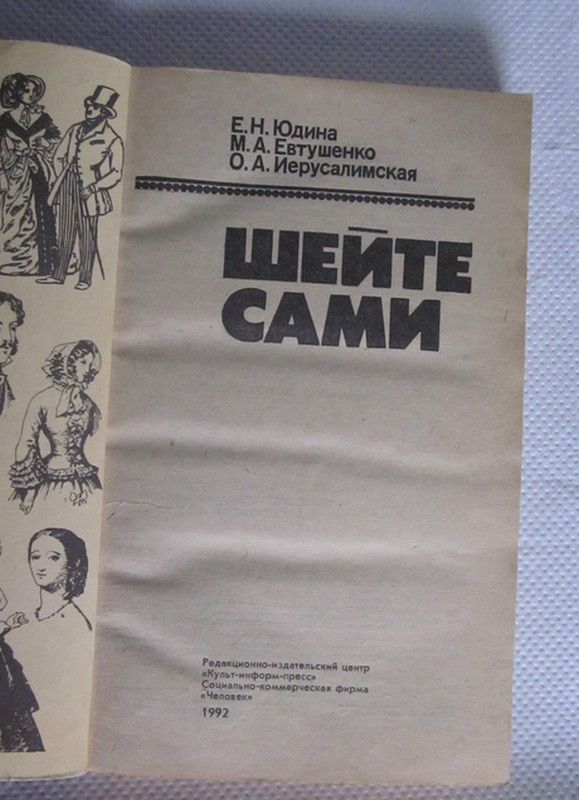 Е.Н. Юдина
М.А. Евтушенко
О.А. Иерусалимская
ШЕЙТЕ
САМИ
Редакционно-издательский центр
«Культ-информ-пресс»
Социально-коммерческая фирма
«Человек»
1992